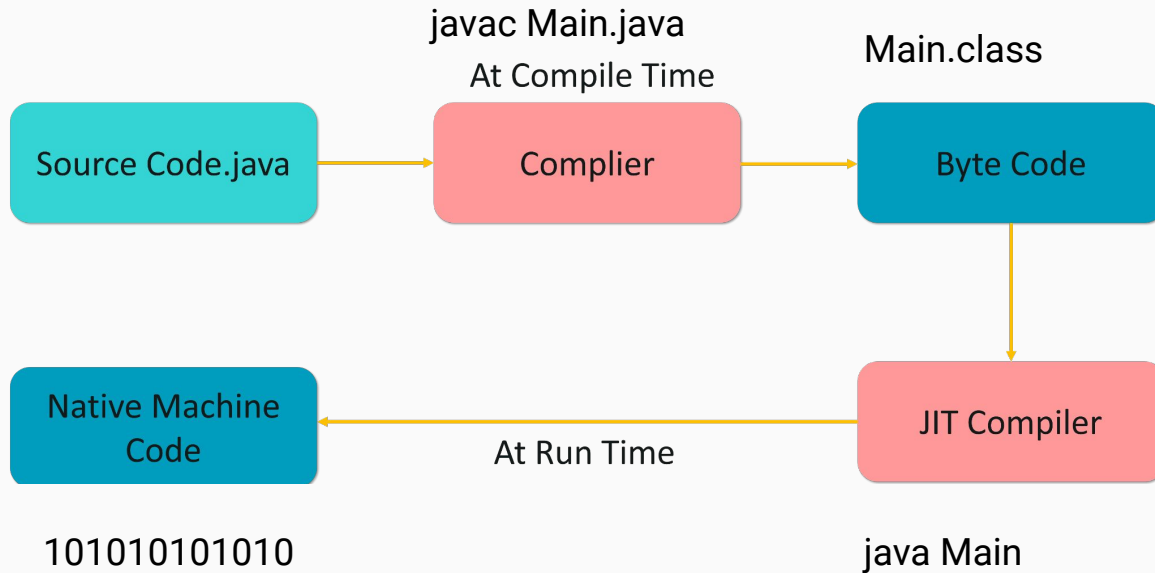 javac Main.java
At Compile Time
Main.class
Source Code.java
Complier
Byte Code
Native Machine
Code
At Run Time
JIT Compiler
101010101010
java Main